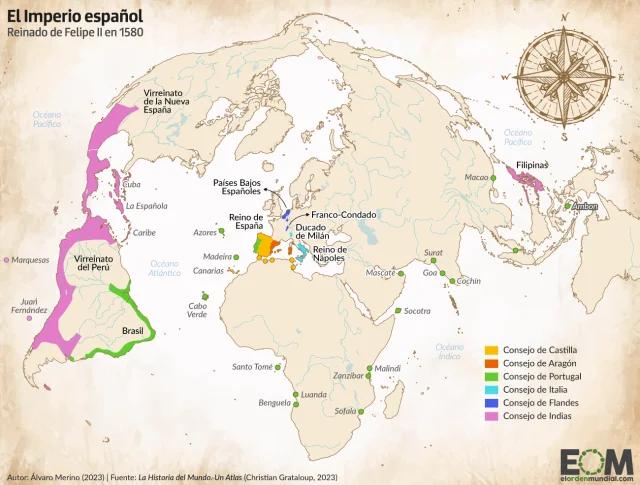 El Imperio español
Reinado de Felipe II en 1580
N
W
E
S
Océano
Pacífico
Virreinato
de la Nueva
España
Cuba
La Española
Caribe
Marquesas
Virreinato
del Perú
Juan
Fernández
Brasil
Océano
Atlántico
Países Bajos
Españoles
Franco-Condado
Reino de
España
Ducado
de Milán
Reino de
Nápoles
Azores
Madeira
Canarias
Cabo
Verde
Océano
Pacífico
Macao
Filipinas
Ambon
Surat
Mascate
Goa
Cochin
Socotra
Océano
Índico
Santo Tomé
Malindi
Zanzíbar
Luanda
Benguela
Sofala
Consejo de Castilla
Consejo de Aragón
Consejo de Portugal
Consejo de Italia
Consejo de Flandes
Consejo de Indias
Autor: Álvaro Merino (2023) | Fuente: La Historia del Mundo. Un Atlas (Christian Grataloup, 2023)
EOM
elordenmundial.com